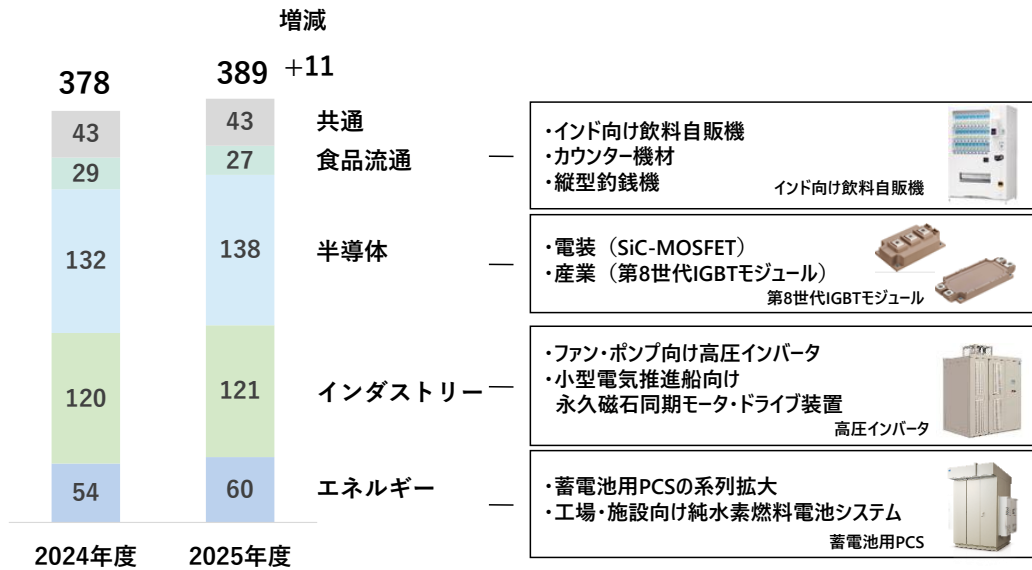 増減
378
389
+11
43
29
132
120
54
43
27
138
121
60
共通
食品流通
半導体
インダストリー
エネルギー
2024年度
2025年度
・インド向け飲料自販機
・カウンター機材
・縦型釣銭機
インド向け飲料自販機
・電装（SiC-MOSFET）
・産業（第8世代IGBTモジュール）
第8世代IGBTモジュール
・ファン・ポンプ向け高圧インバータ
・小型電気推進船向け
永久磁石同期モータ・ドライブ装置
高圧インバータ
・蓄電池用PCSの系列拡大
・工場・施設向け純水素燃料電池システム
蓄電池用PCS